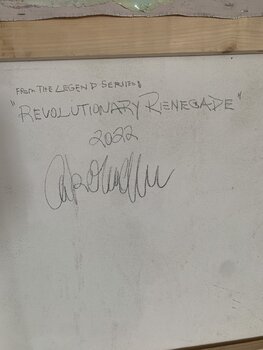 FROM THE LEGEND SERIES
"REVOLUTIONARY RENEGADE"
2022